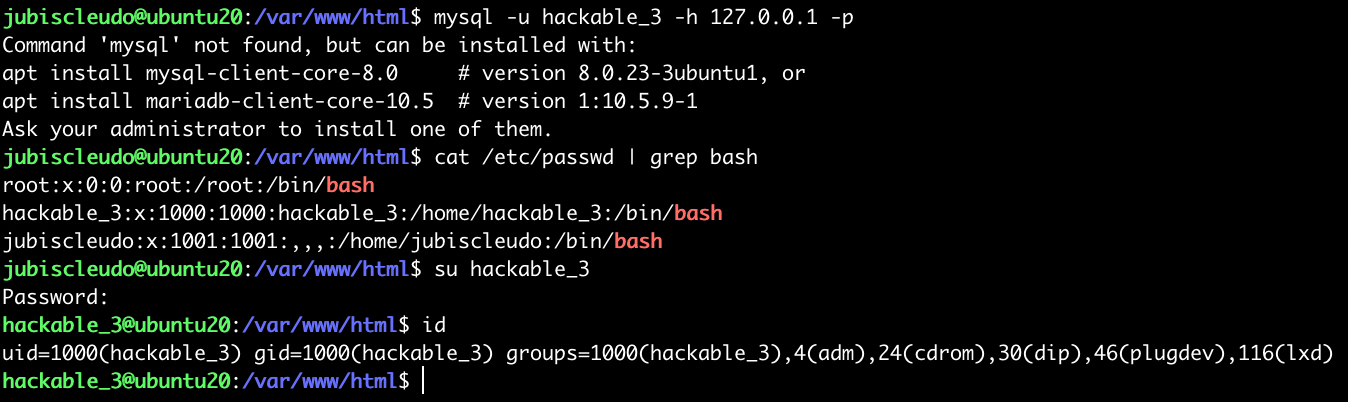 jubiscleudo@ubuntu20:/var/www/html$ mysql -u hackable_3 -h 127.0.0.1 -p
Command 'mysql' not found, but can be installed with:
apt install mysql-client-core-8.0     # version 8.0.23-3ubuntu1, or
apt install mariadb-client-core-10.5  # version 1:10.5.9-1
Ask your administrator to install one of them.
jubiscleudo@ubuntu20:/var/www/html$ cat /etc/passwd | grep bash
root:x:0:0:root:/root:/bin/bash
hackable_3:x:1000:1000:hackable_3:/home/hackable_3:/bin/bash
jubiscleudo:x:1001:1001:,,,:/home/jubiscleudo:/bin/bash
jubiscleudo@ubuntu20:/var/www/html$ su hackable_3
Password:
hackable_3@ubuntu20:/var/www/html$ id
uid=1000(hackable_3) gid=1000(hackable_3) groups=1000(hackable_3),4(adm),24(cdrom),30(dip),46(plugdev),116(lxd)
hackable_3@ubuntu20:/var/www/html$